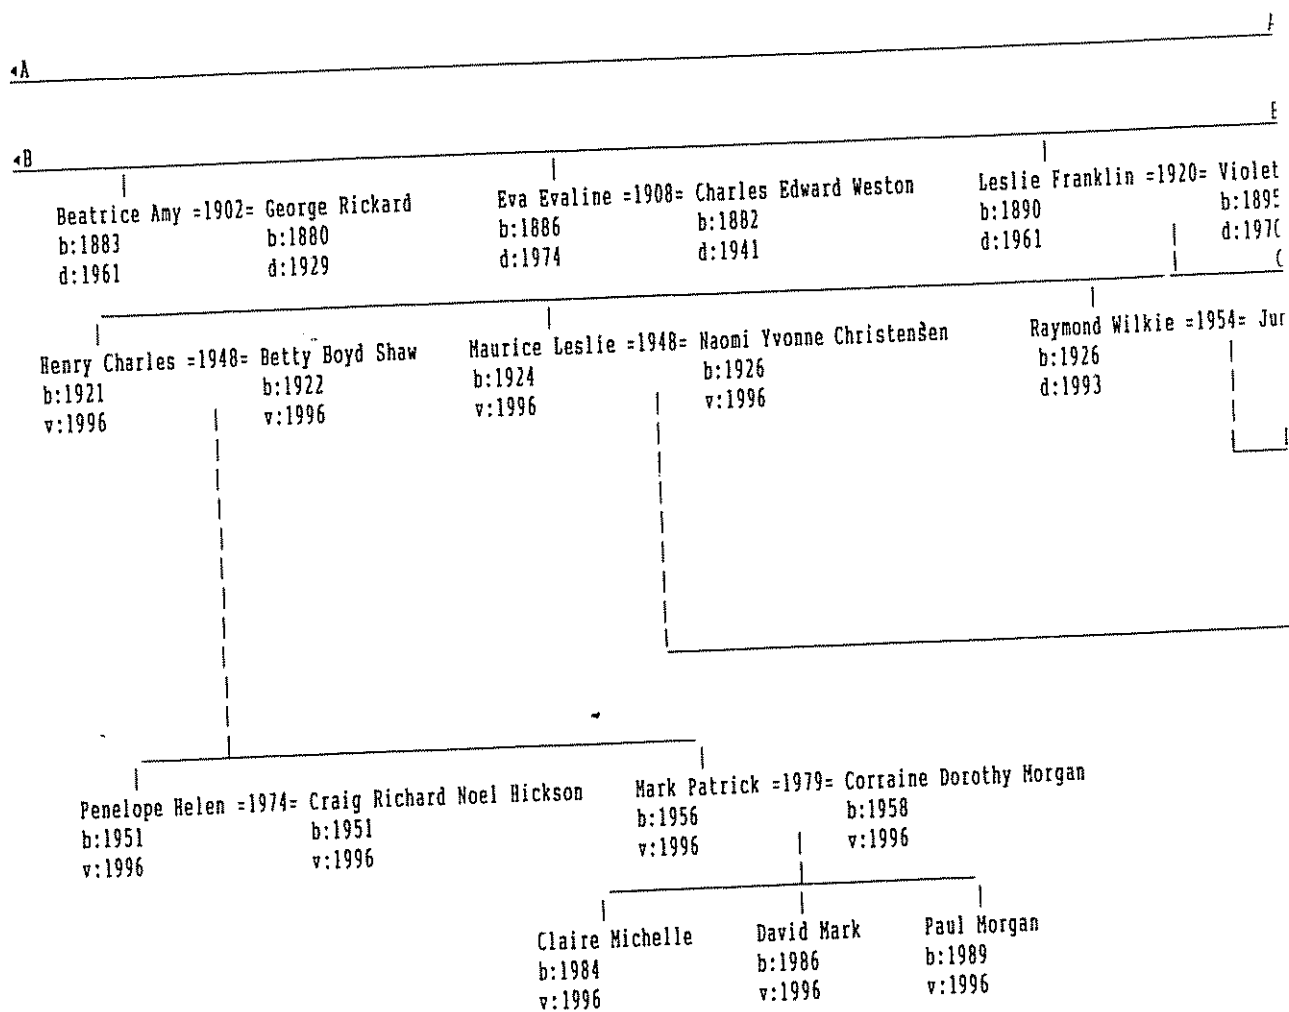 ◂A
◂B
Beatrice Amy =1902= George Rickard
b:1883 b:1880
d:1961 d:1929
Eva Evaline =1908= Charles Edward Weston
b:1886 b:1882
d:1974 d:1941
Leslie Franklin =1920= Violet
b:1890 b:1895
d:1961 d:1970
Henry Charles =1948= Betty Boyd Shaw
b:1921 b:1922
v:1996 v:1996
Maurice Leslie =1948= Naomi Yvonne Christensen
b:1924 b:1926
v:1996 v:1996
Raymond Wilkie =1954=
b:1926
d:1993
Penelope Helen =1974= Craig Richard Noel Hickson
b:1951 b:1951
v:1996 v:1996
Mark Patrick =1979= Corraine Dorothy Morgan
b:1956 b:1958
v:1996 v:1996
Claire Michelle
b:1984
v:1996
David Mark
b:1986
v:1996
Paul Morgan
b:1989
v:1996